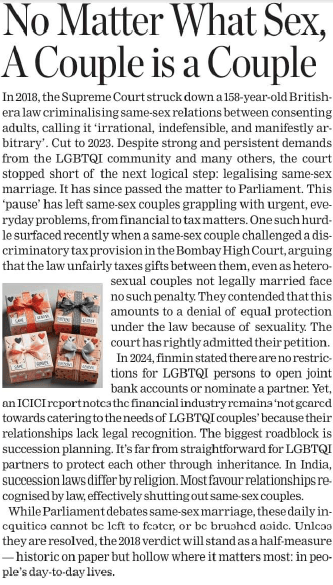 No Matter What Sex,
A Couple is a Couple
In 2018, the Supreme Court struck down a 158-year-old British-
era law criminalising same-sex relations between consenting
adults, calling it ‘irrational, indefensible, and manifestly ar-
bitrary’. Cut to 2023. Despite strong and persistent demands
from the LGBTQI community and many others, the court
stopped short of the next logical step: legalising same-sex
marriage. It has since passed the matter to Parliament. This
‘pause’ has left same-sex couples grappling with urgent, eve-
ryday problems, from financial to tax matters. One such hurd-
le surfaced recently when a same-sex couple challenged a dis-
criminatory tax provision in the Bombay High Court, arguing
that the law unfairly taxes gifts between them, even as hetero-
sexual couples not legally married face
no such penalty. They contended that this
amounts to a denial of equal protection
under the law because of sexuality. The
court has rightly admitted their petition.
In 2024, finmin stated there are no restric-
tions for LGBTQI persons to open joint
bank accounts or nominate a partner. Yet,
an ICICI report notes the financial industry remains ‘not geared
towards catering to the needs of LGBTQI couples’ because their
relationships lack legal recognition. The biggest roadblock is
succession planning. It’s far from straightforward for LGBTQI
partners to protect each other through inheritance. In India,
succession laws differ by religion. Most favour relationships re-
cognised by law, effectively shutting out same-sex couples.
While Parliament debates same-sex marriage, these daily in-
equities cannot be left to fester, or be brushed aside. Unless
they are resolved, the 2018 verdict will stand as a half-measure
— historic on paper but hollow where it matters most: in peo-
ple’s day-to-day lives.